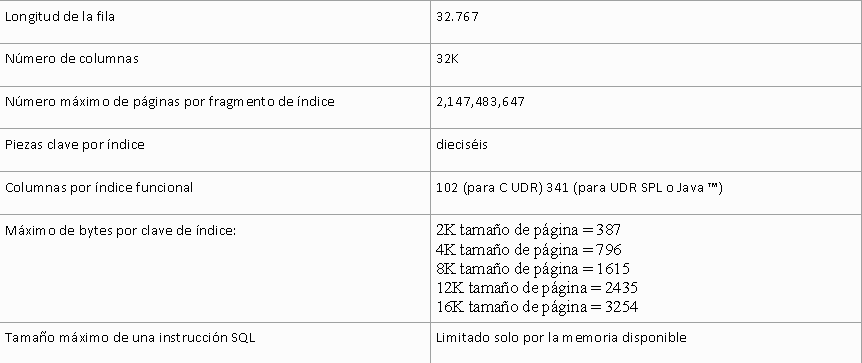 Longitud de la fila 32.767
Número de columnas 32K
Número máximo de páginas por fragmento de índice 2,147,483,647
Piezas clave por índice dieciséis
Columnas por índice funcional 102 (para C UDR) 341 (para UDR SPL o Java ™)
Máximo de bytes por clave de índice: 2K tamaño de página = 387
4K tamaño de página = 796
8K tamaño de página = 1615
12K tamaño de página = 2435
16K tamaño de página = 3254
Tamaño máximo de una instrucción SQL Limitado solo por la memoria disponible